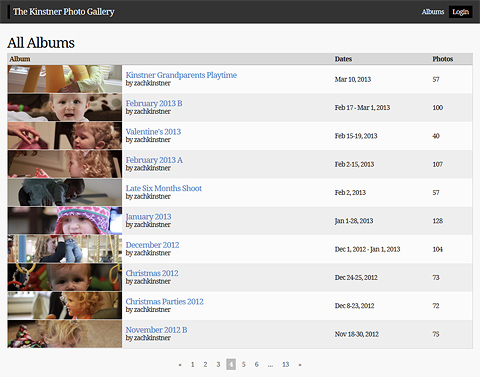 The Kinstner Photo Gallery Albums Login
All Albums
Album Dates Photos
Kinstner Grandparents Playtime
by zachkinstner Mar 10, 2013 57
February 2013 B
by zachkinstner Feb 17 - Mar 1, 2013 100
Valentine's 2013
by zachkinstner Feb 15-19, 2013 40
February 2013 A
by zachkinstner Feb 2-15, 2013 107
Late Six Months Shoot
by zachkinstner Feb 2, 2013 57
January 2013
by zachkinstner Jan 1-28, 2013 128
December 2012
by zachkinstner Dec 1, 2012 - Jan 1, 2013 104
Christmas 2012
by zachkinstner Dec 24-25, 2012 73
Christmas Parties 2012
by zachkinstner Dec 8-23, 2012 72
November 2012 B
by zachkinstner Nov 18-30, 2012 75
« 1 2 3 4 5 6 ... 13 »